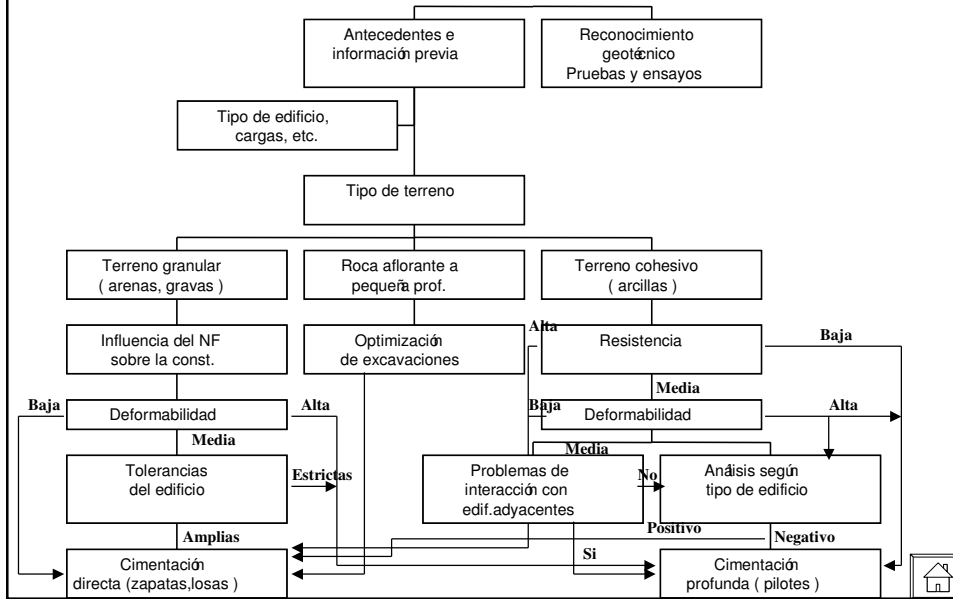 Antecedentes e
información previa
Reconocimiento
geotécnico
Pruebas y ensayos
Tipo de edificio,
cargas, etc.
Tipo de terreno
Terreno granular
( arenas, gravas )
Roca aflorante a
pequeña prof.
Terreno cohesivo
( arcillas )
Influencia del NF
sobre la const.
Optimización
de excavaciones
Alta
Resistencia
Baja
Media
Baja
Deformabilidad
Alta
Baja
Deformabilidad
Alta
Media
Media
Tolerancias
del edificio
Estrictas
Problemas de
interacción con
edif.adyacentes
No
Análisis según
tipo de edificio
Amplias
Positivo
Negativo
Si
Cimentación
directa (zapatas,losas )
Cimentación
profunda ( pilotes )